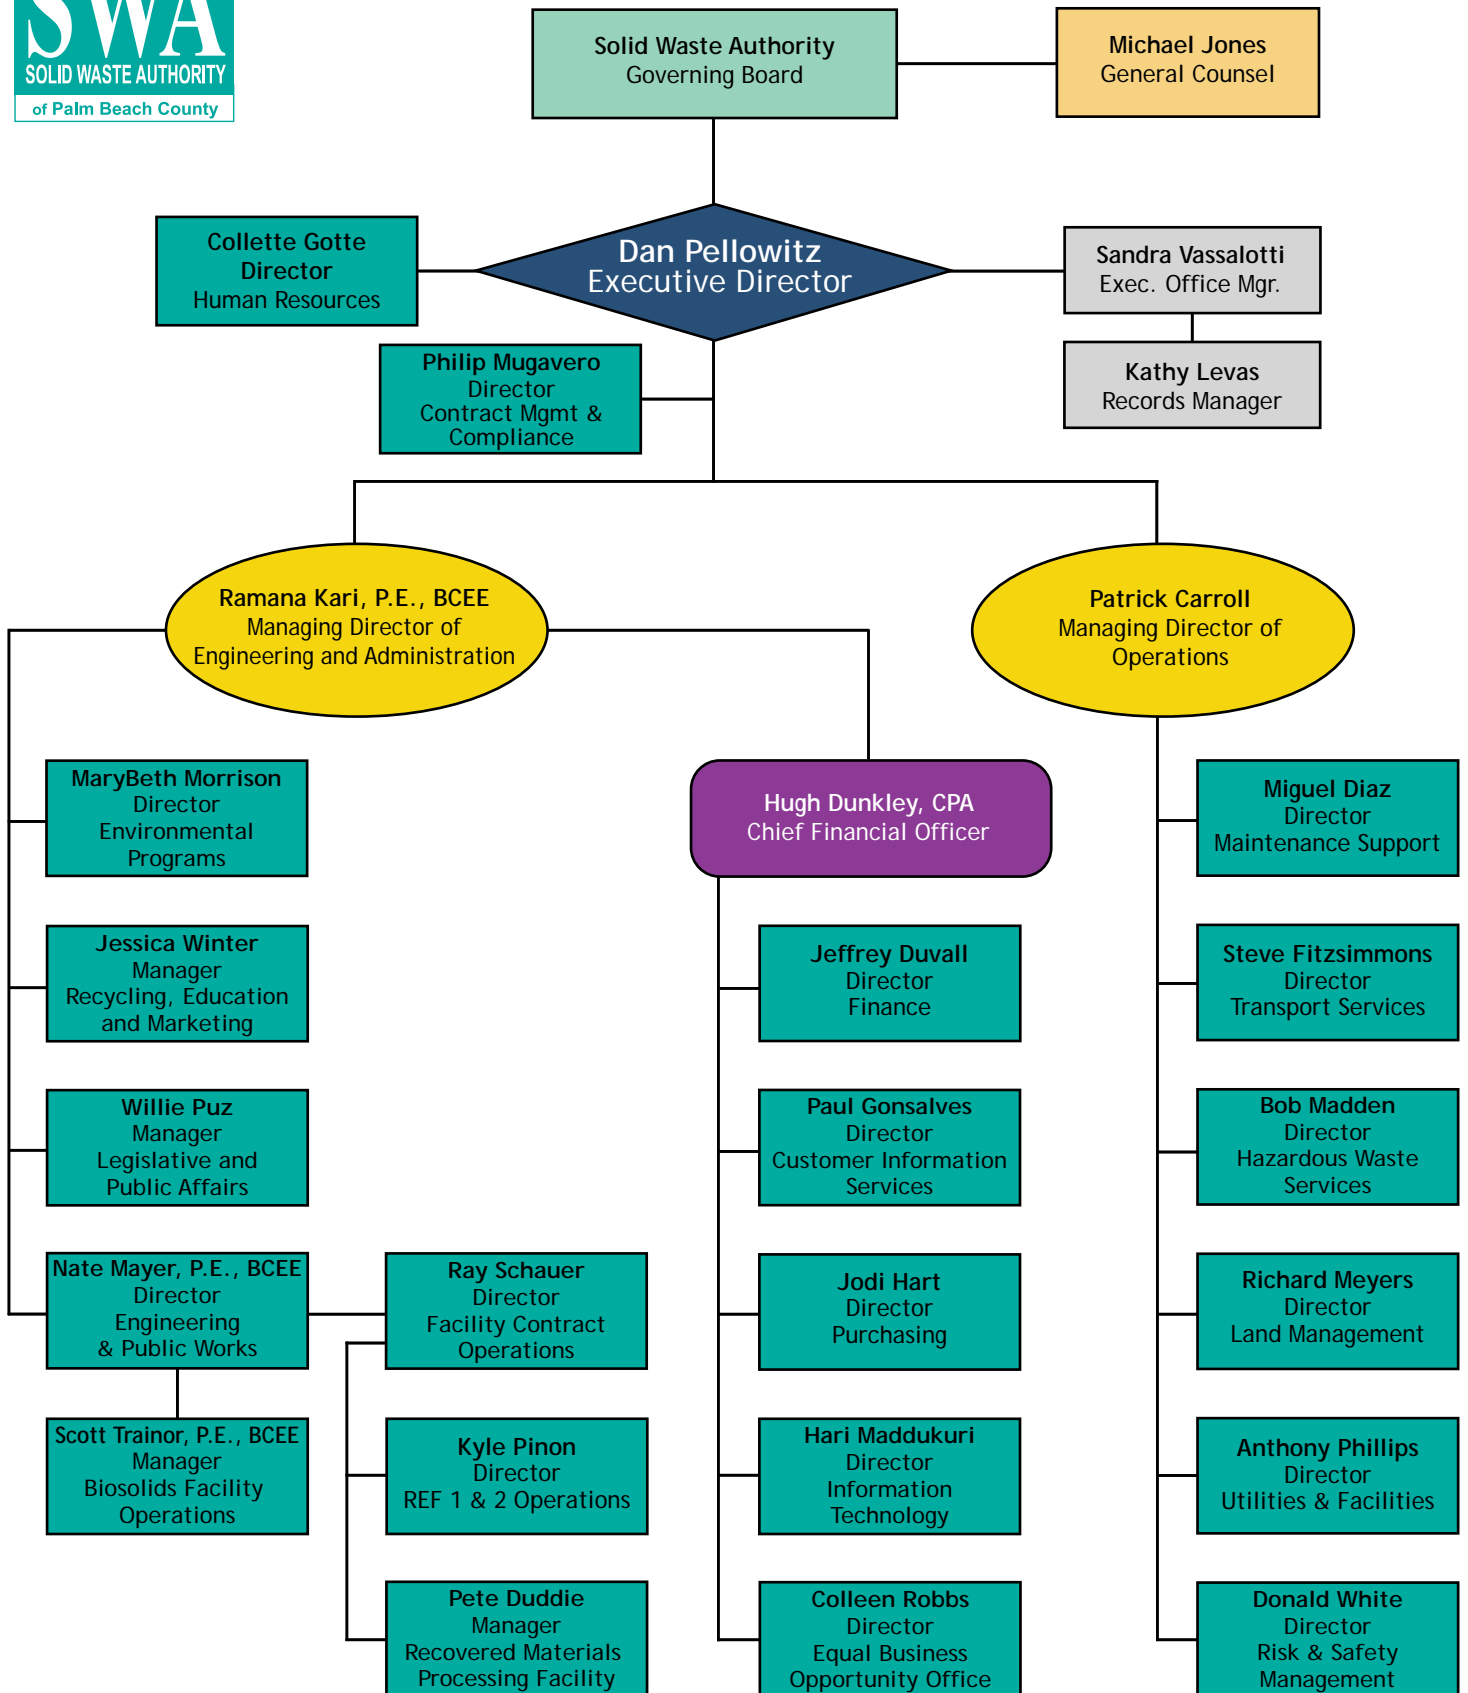 SWA
SOLID WASTE AUTHORITY
of Palm Beach County
Solid Waste Authority
Governing Board
Michael Jones
General Counsel
Collette Gotte
Director
Human Resources
Dan Pellowitz
Executive Director
Sandra Vassalotti
Exec. Office Mgr.
Kathy Levas
Records Manager
Philip Mugavero
Director
Contract Mgmt &
Compliance
Ramana Kari, P.E., BCEE
Managing Director of
Engineering and Administration
Patrick Carroll
Managing Director of
Operations
MaryBeth Morrison
Director
Environmental
Programs
Jessica Winter
Manager
Recycling, Education
and Marketing
Willie Puz
Manager
Legislative and
Public Affairs
Nate Mayer, P.E., BCEE
Director
Engineering
& Public Works
Scott Trainor, P.E., BCEE
Manager
Biosolids Facility
Operations
Ray Schauer
Director
Facility Contract
Operations
Kyle Pinon
Director
REF 1 & 2 Operations
Pete Duddie
Manager
Recovered Materials
Processing Facility
Hugh Dunkley, CPA
Chief Financial Officer
Jeffrey Duvall
Director
Finance
Paul Gonsalves
Director
Customer Information
Services
Jodi Hart
Director
Purchasing
Hari Maddukuri
Director
Information
Technology
Colleen Robbs
Director
Equal Business
Opportunity Office
Miguel Diaz
Director
Maintenance Support
Steve Fitzsimmons
Director
Transport Services
Bob Madden
Director
Hazardous Waste
Services
Richard Meyers
Director
Land Management
Anthony Phillips
Director
Utilities & Facilities
Donald White
Director
Risk & Safety
Management